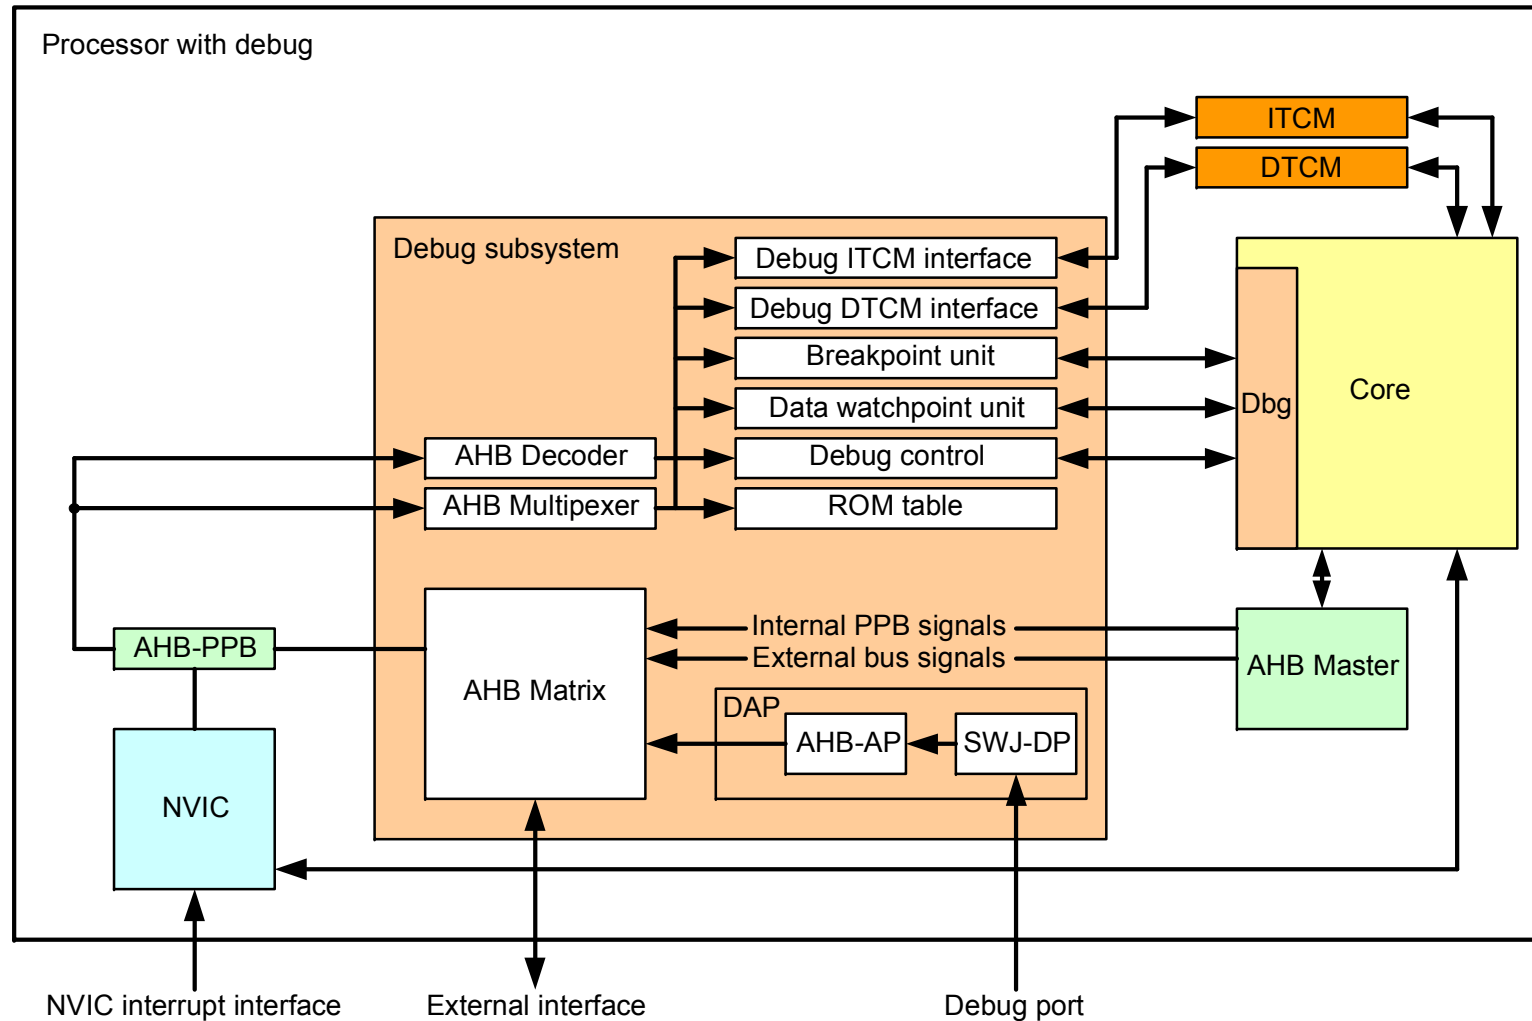 Processor with debug
ITCM
DTCM
Debug subsystem
Debug ITCM interface
Debug DTCM interface
Breakpoint unit
Data watchpoint unit
Debug control
ROM table
AHB Decoder
AHB Multipexer
Dbg
Core
AHB-PPB
AHB Matrix
Internal PPB signals
External bus signals
AHB Master
DAP
AHB-AP
SWJ-DP
NVIC
NVIC interrupt interface
External interface
Debug port